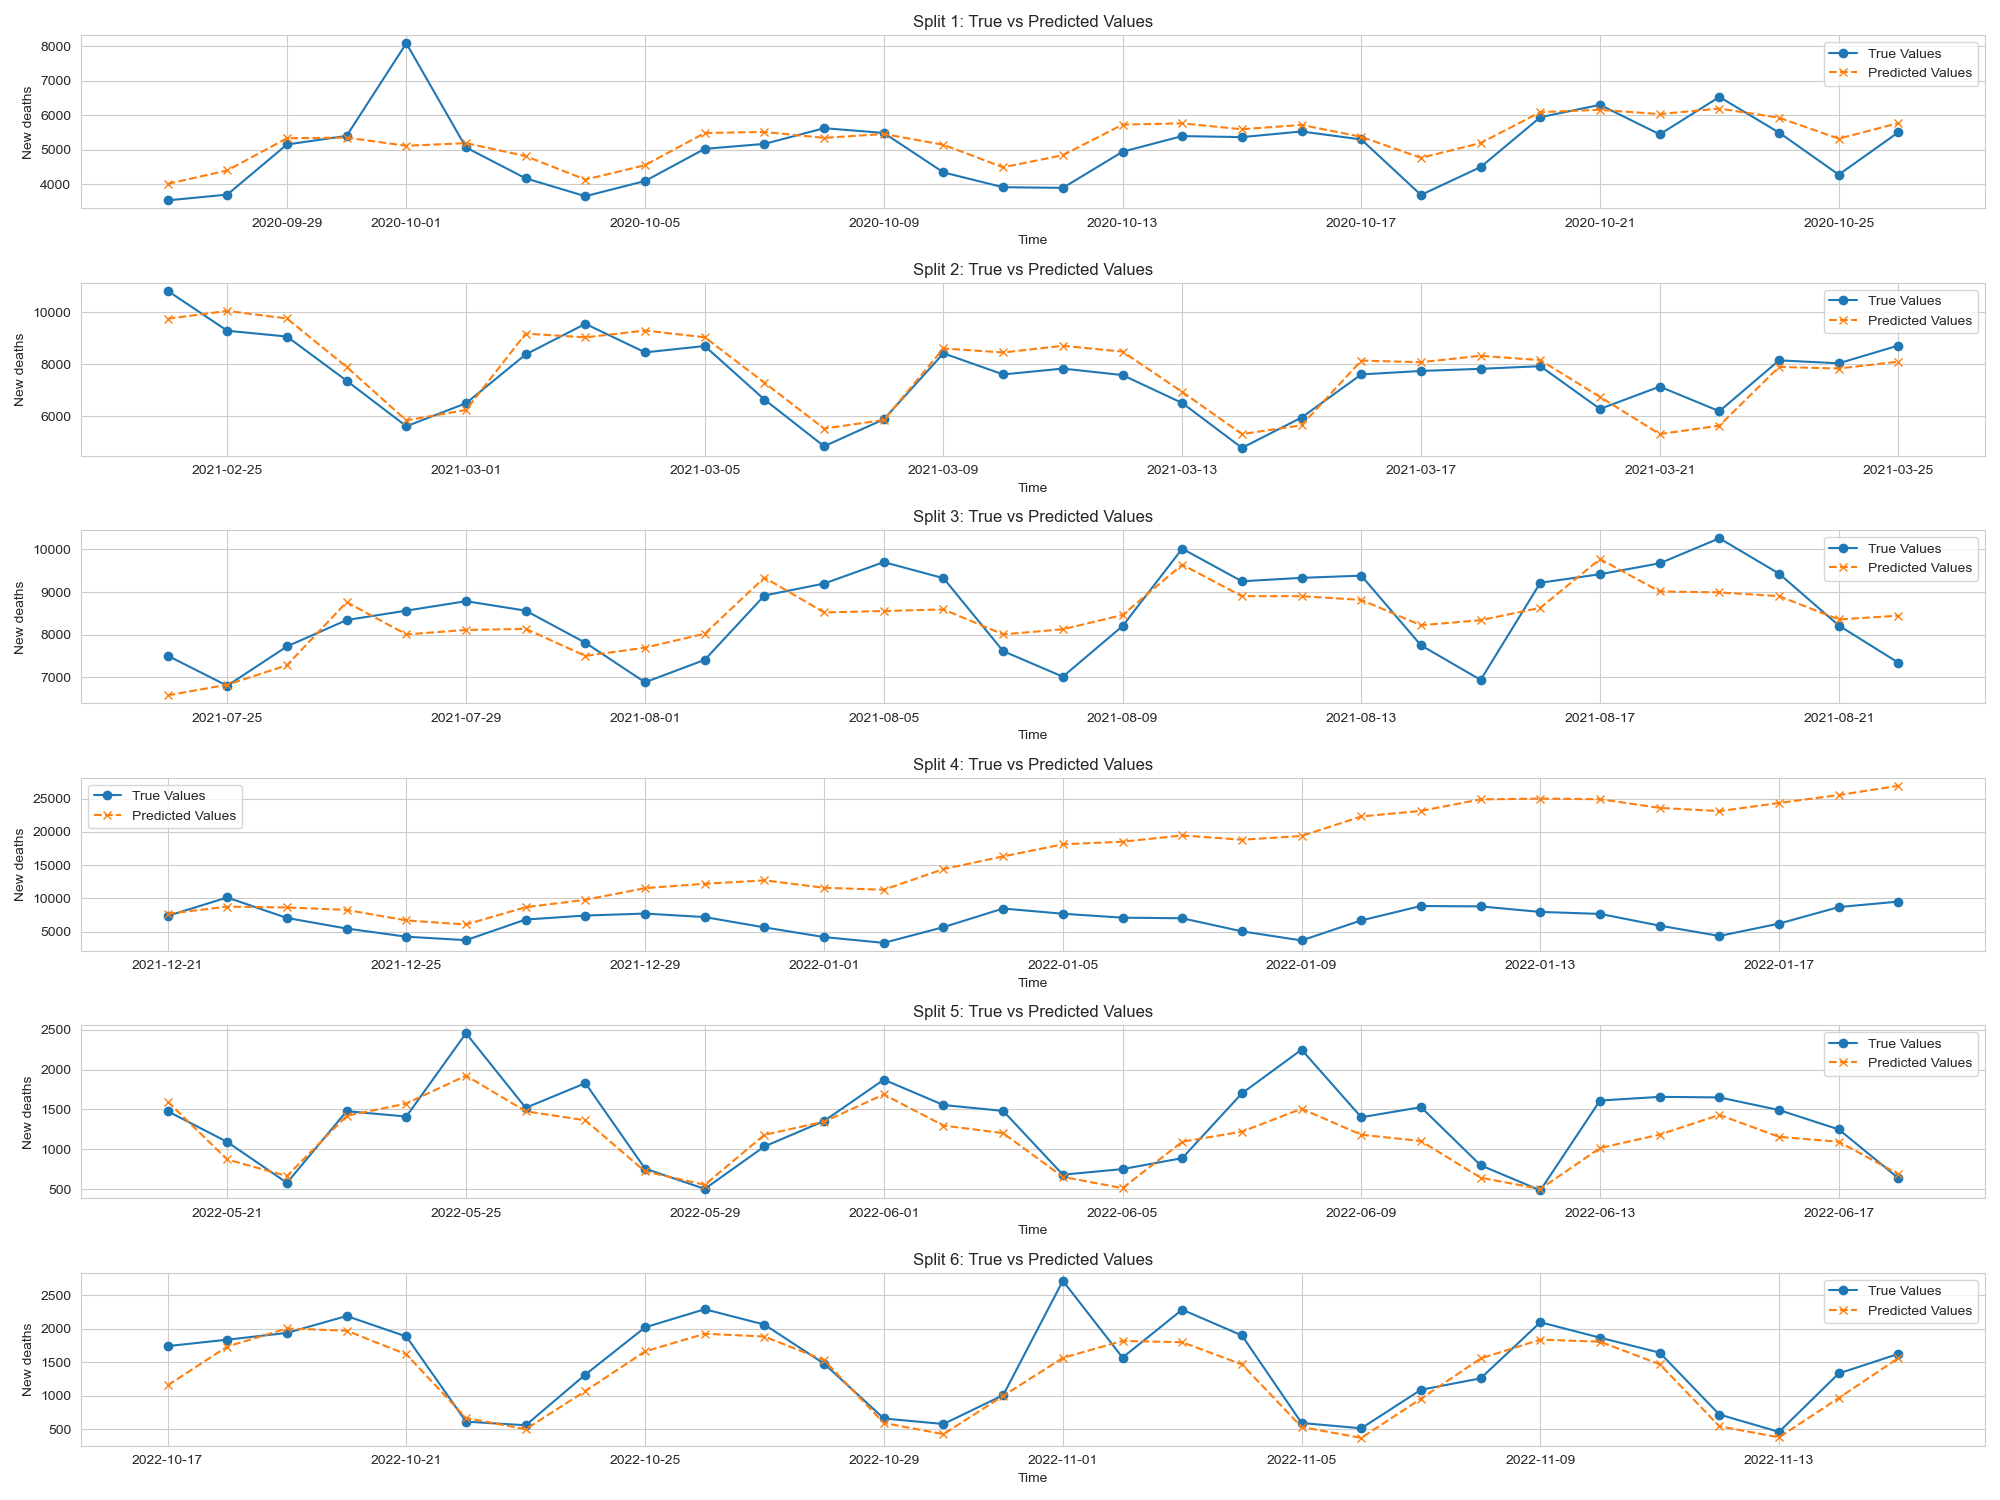 Split 1: True vs Predicted Values
8000
7000
6000
5000
4000
New deaths
True Values
Predicted Values
2020-09-29 2020-10-01 2020-10-05 2020-10-09 2020-10-13 2020-10-17 2020-10-21 2020-10-25
Time
Split 2: True vs Predicted Values
10000
8000
6000
New deaths
True Values
Predicted Values
2021-02-25 2021-03-01 2021-03-05 2021-03-09 2021-03-13 2021-03-17 2021-03-21 2021-03-25
Time
Split 3: True vs Predicted Values
10000
9000
8000
7000
New deaths
True Values
Predicted Values
2021-07-25 2021-07-29 2021-08-01 2021-08-05 2021-08-09 2021-08-13 2021-08-17 2021-08-21
Time
Split 4: True vs Predicted Values
25000
20000
15000
10000
5000
New deaths
True Values
Predicted Values
2021-12-21 2021-12-25 2021-12-29 2022-01-01 2022-01-05 2022-01-09 2022-01-13 2022-01-17
Time
Split 5: True vs Predicted Values
2500
2000
1500
1000
500
New deaths
True Values
Predicted Values
2022-05-21 2022-05-25 2022-05-29 2022-06-01 2022-06-05 2022-06-09 2022-06-13 2022-06-17
Time
Split 6: True vs Predicted Values
2500
2000
1500
1000
500
New deaths
True Values
Predicted Values
2022-10-17 2022-10-21 2022-10-25 2022-10-29 2022-11-01 2022-11-05 2022-11-09 2022-11-13
Time